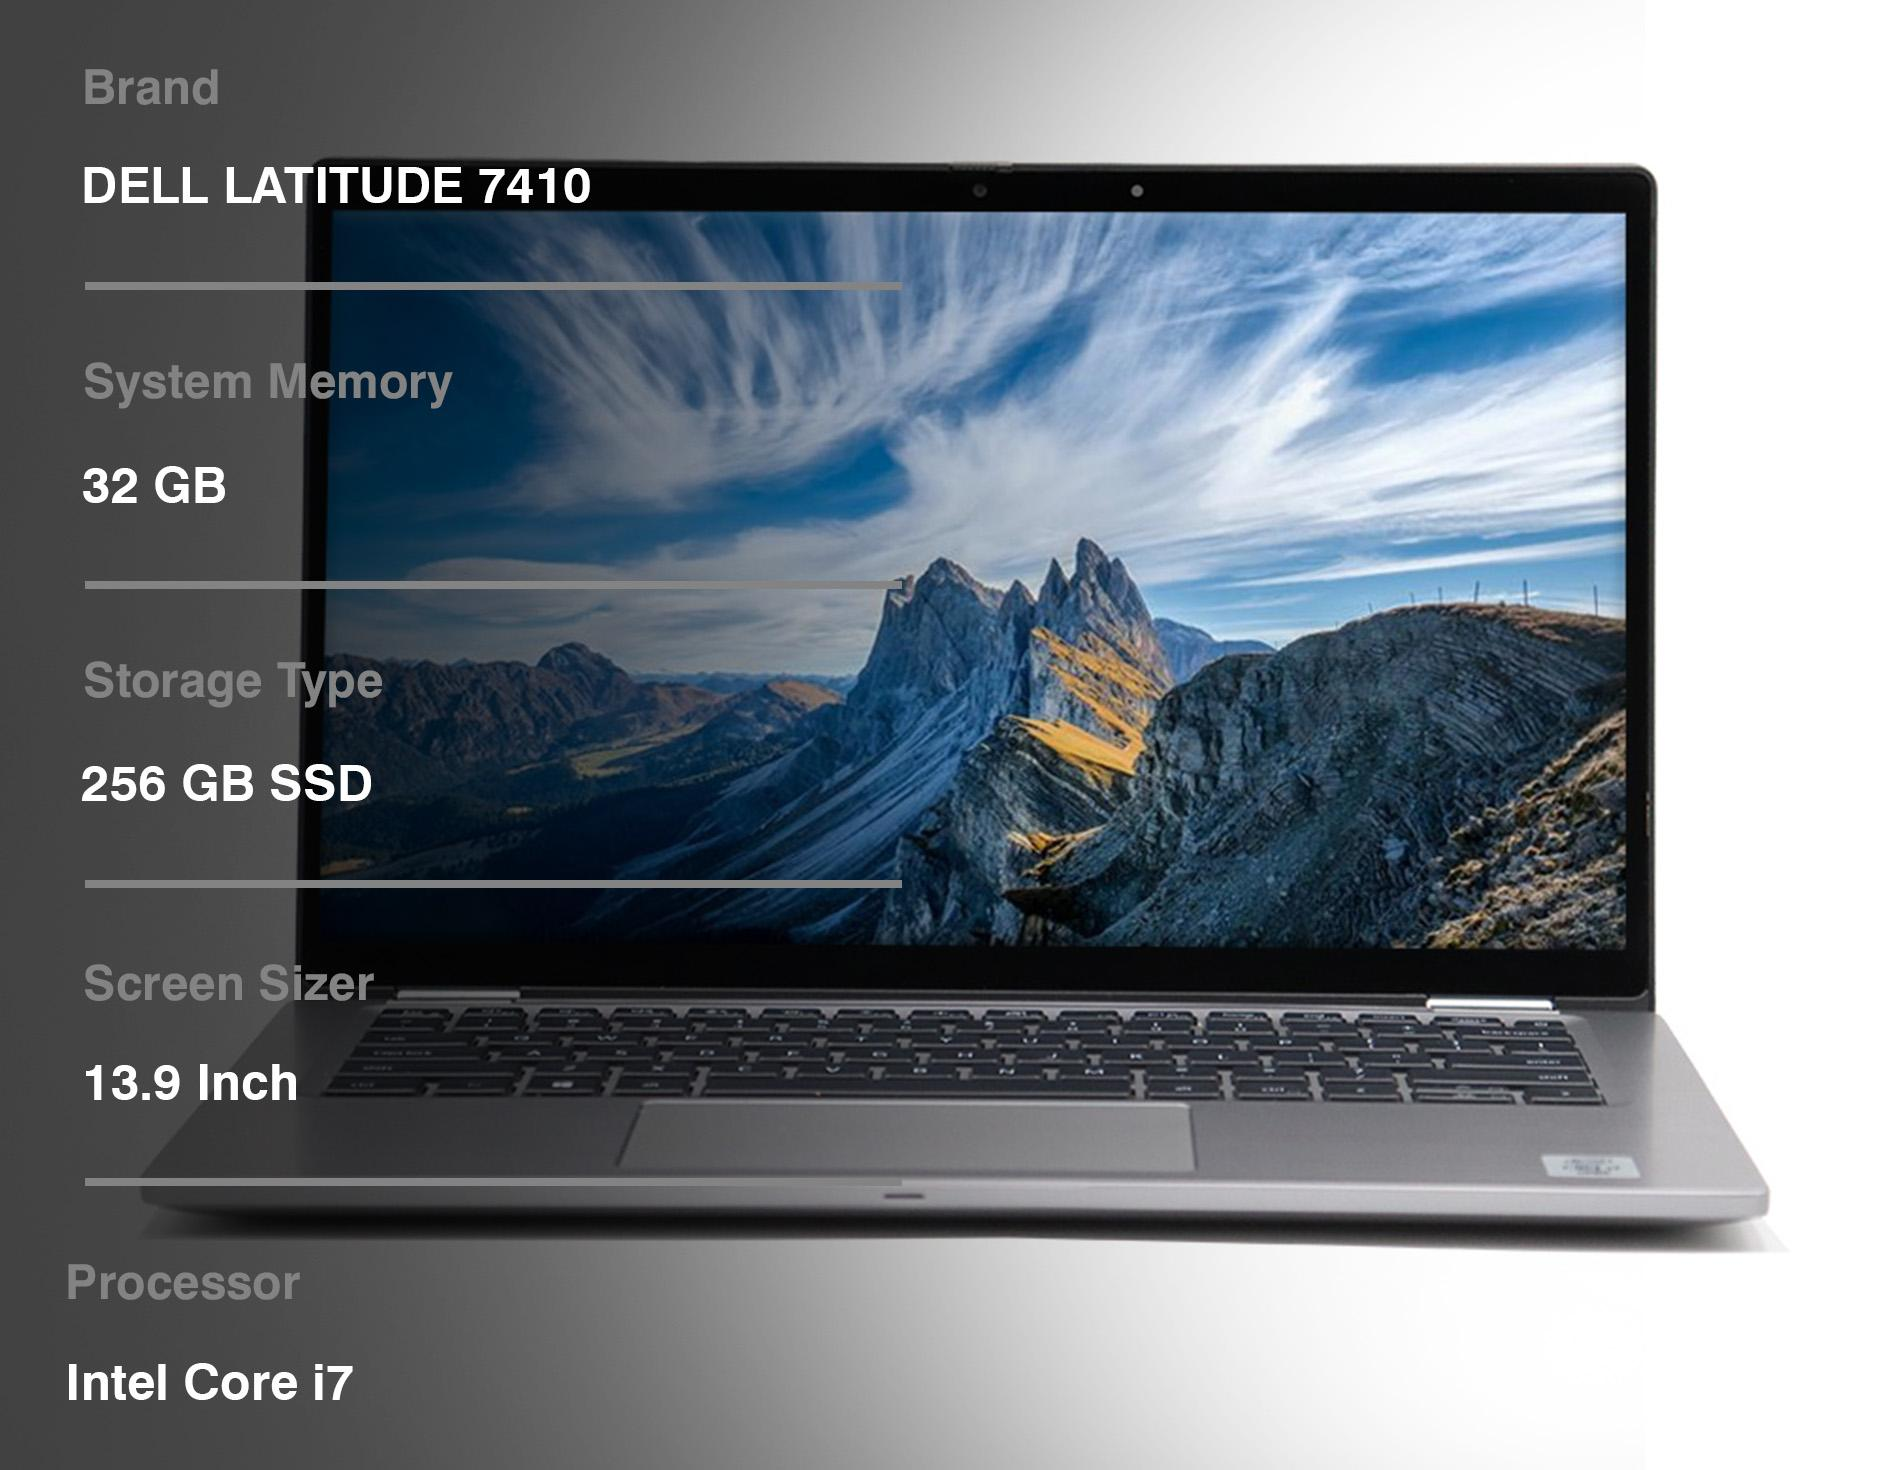 Brand
DELL LATITUDE 7410
System Memory
32 GB
Storage Type
256 GB SSD
Screen Sizer
13.9 Inch
Processor
Intel Core i7